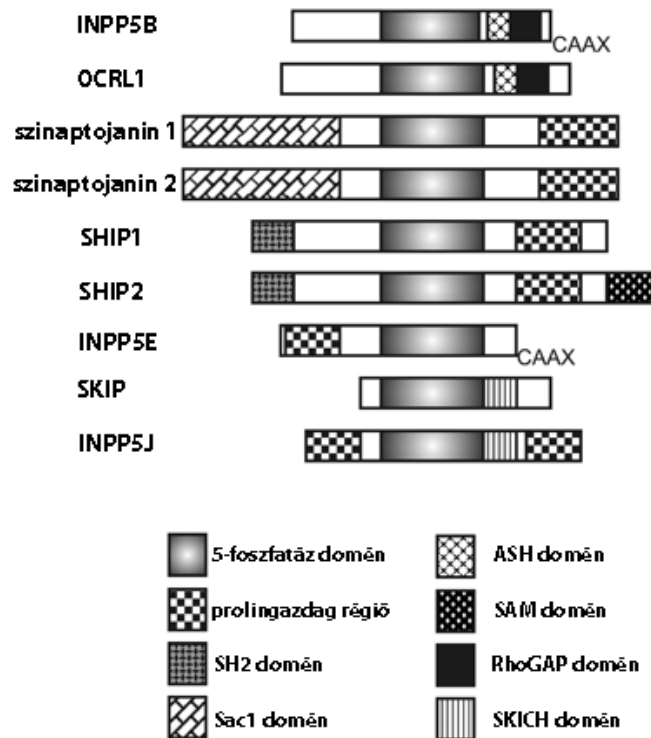 INPP5B
CAAX
OCRL1
szinaptojanin 1
szinaptojanin 2
SHIP1
SHIP2
INPP5E
CAAX
SKIP
INPP5J
5-foszfatáz domén
ASH domén
prolingazdag régió
SAM domén
SH2 domén
RhoGAP domén
Sac1 domén
SKICH domén